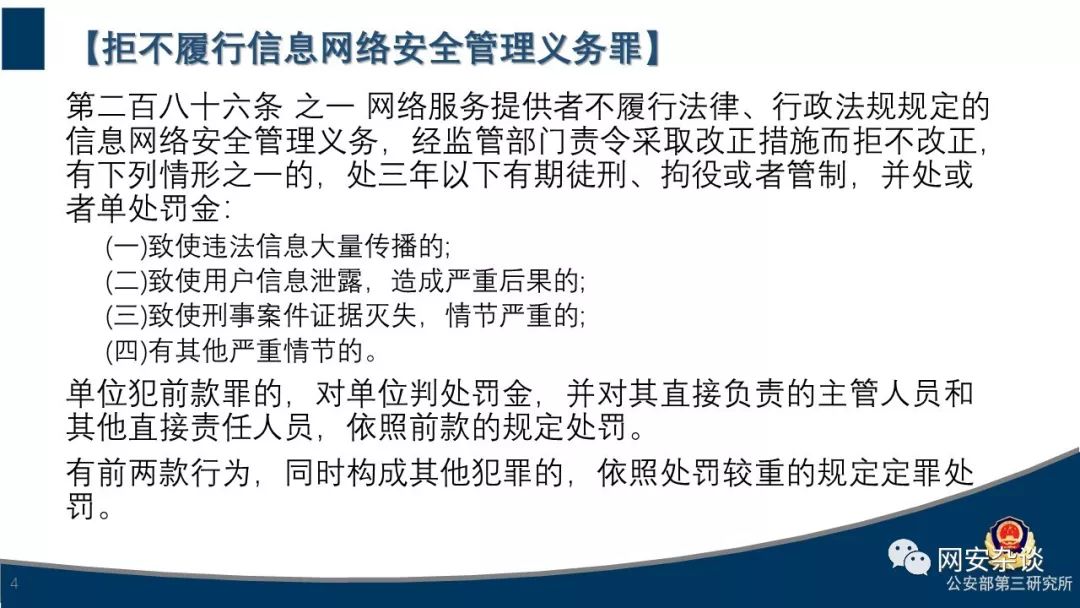 【拒不履行信息网络安全管理义务罪】
第二百八十六条 之一 网络服务提供者不履行法律、行政法规规定的
信息网络安全管理义务，经监管部门责令采取改正措施而拒不改正，
有下列情形之一的，处三年以下有期徒刑、拘役或者管制，并处或
者单处罚金：
(一)致使违法信息大量传播的;
(二)致使用户信息泄露，造成严重后果的;
(三)致使刑事案件证据灭失，情节严重的;
(四)有其他严重情节的。
单位犯前款罪的，对单位判处罚金，并对其直接负责的主管人员和
其他直接责任人员，依照前款的规定处罚。
有前两款行为，同时构成其他犯罪的，依照处罚较重的规定定罪处
罚。
网安杂谈
公安部第三研究所
4